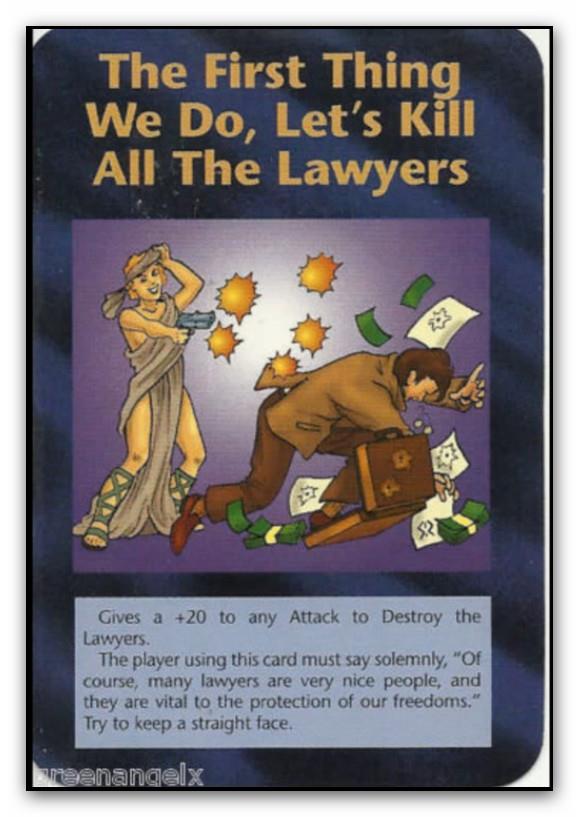 The First Thing
We Do, Let's Kill
All The Lawyers
Gives a +20 to any Attack to Destroy the
Lawyers.
The player using this card must say solemnly, "Of
course, many lawyers are very nice people, and
they are vital to the protection of our freedoms."
Try to keep a straight face.
greenangelx